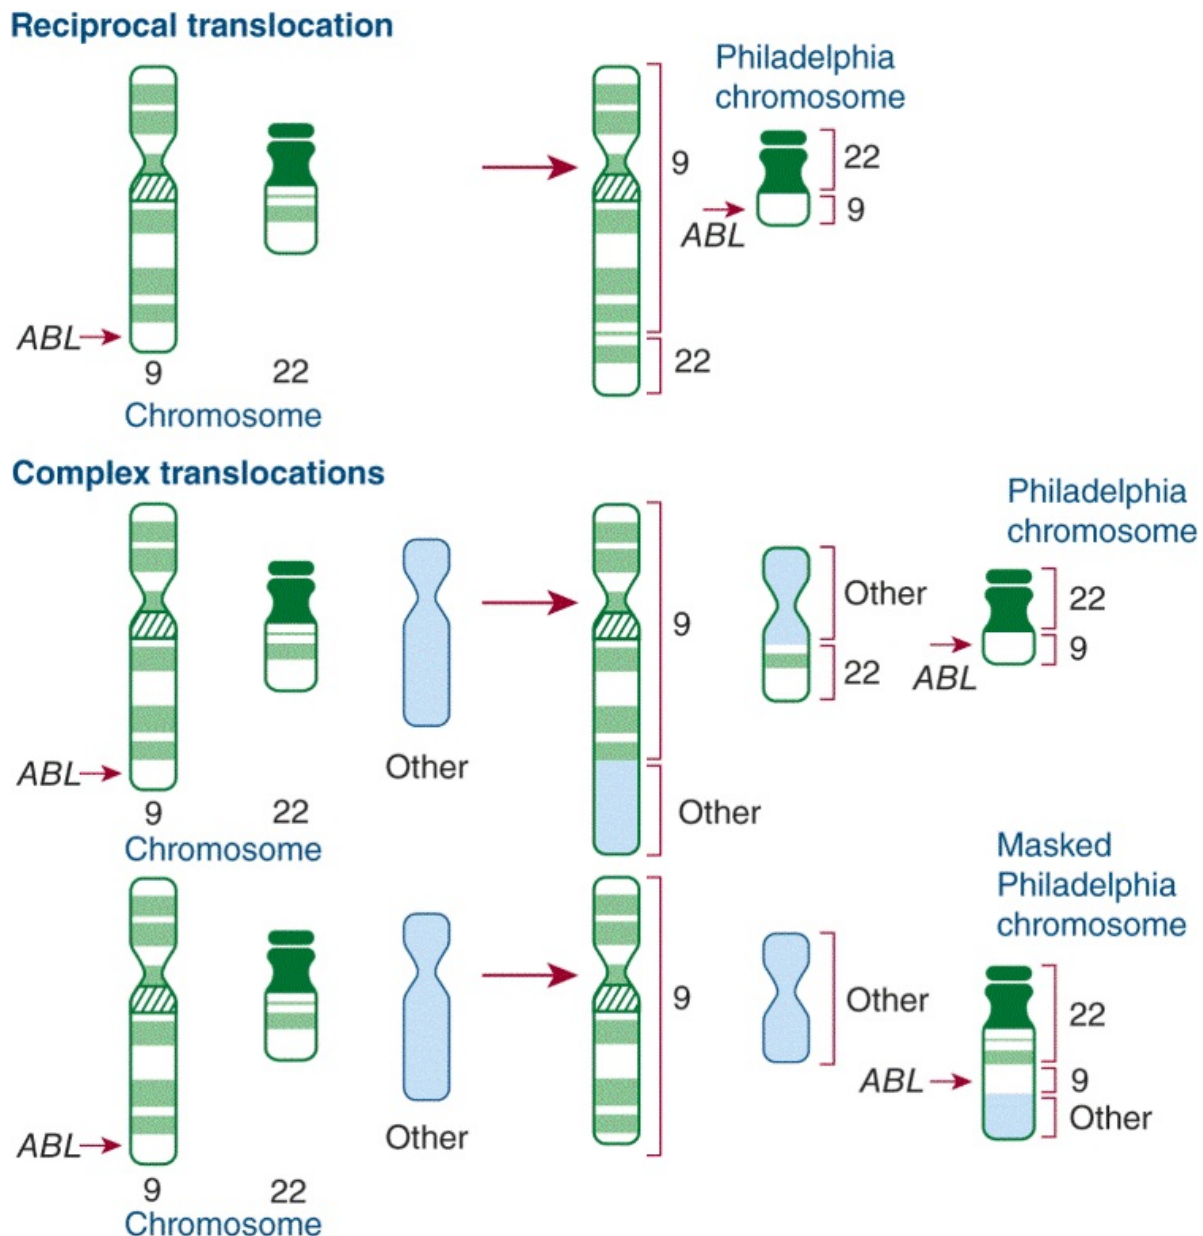 Reciprocal translocation
Philadelphia
chromosome
22
9
9
ABL
ABL
22
9
22
Chromosome
Complex translocations
Philadelphia
chromosome
Other
22
9
9
22
ABL
Other
ABL
Other
9
22
Chromosome
Masked
Philadelphia
chromosome
9
Other
22
ABL
9
Other
Other
ABL
9
22
Chromosome